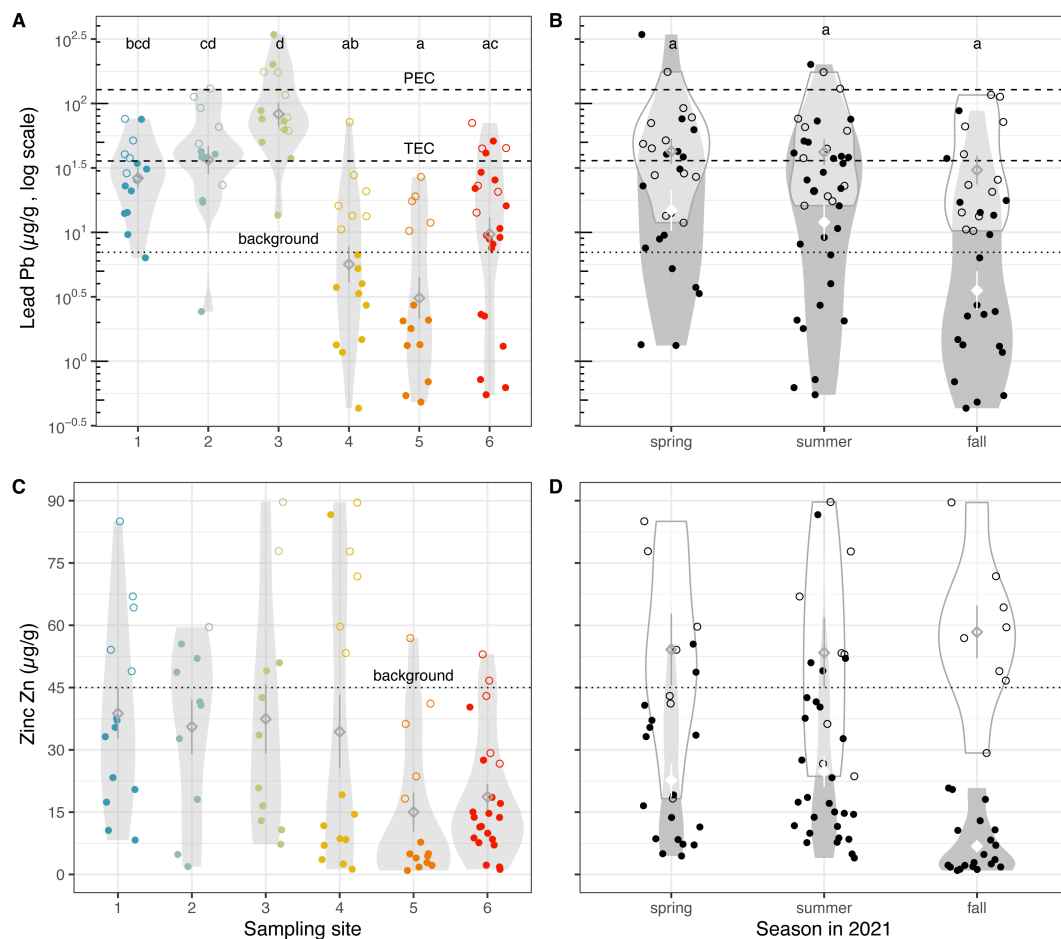 A
B
bcd cd d ab a ac
a a a
PEC
TEC
background
Lead Pb (µg/g , log scale)
10^2.5
10^2
10^1.5
10^1
10^0.5
10^0
10^−0.5
1 2 3 4 5 6
spring summer fall
C
D
background
Zinc Zn (µg/g)
90
75
60
45
30
15
0
1 2 3 4 5 6
spring summer fall
Sampling site
Season in 2021